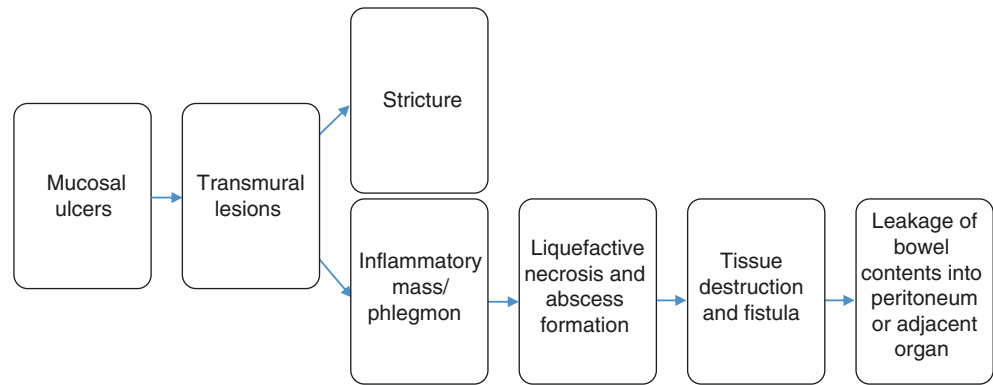 Mucosal
ulcers
Transmural
lesions
Stricture
Inflammatory
mass/
phlegmon
Liquefactive
necrosis and
abscess
formation
Tissue
destruction
and fistula
Leakage of
bowel
contents into
peritoneum
or adjacent
organ